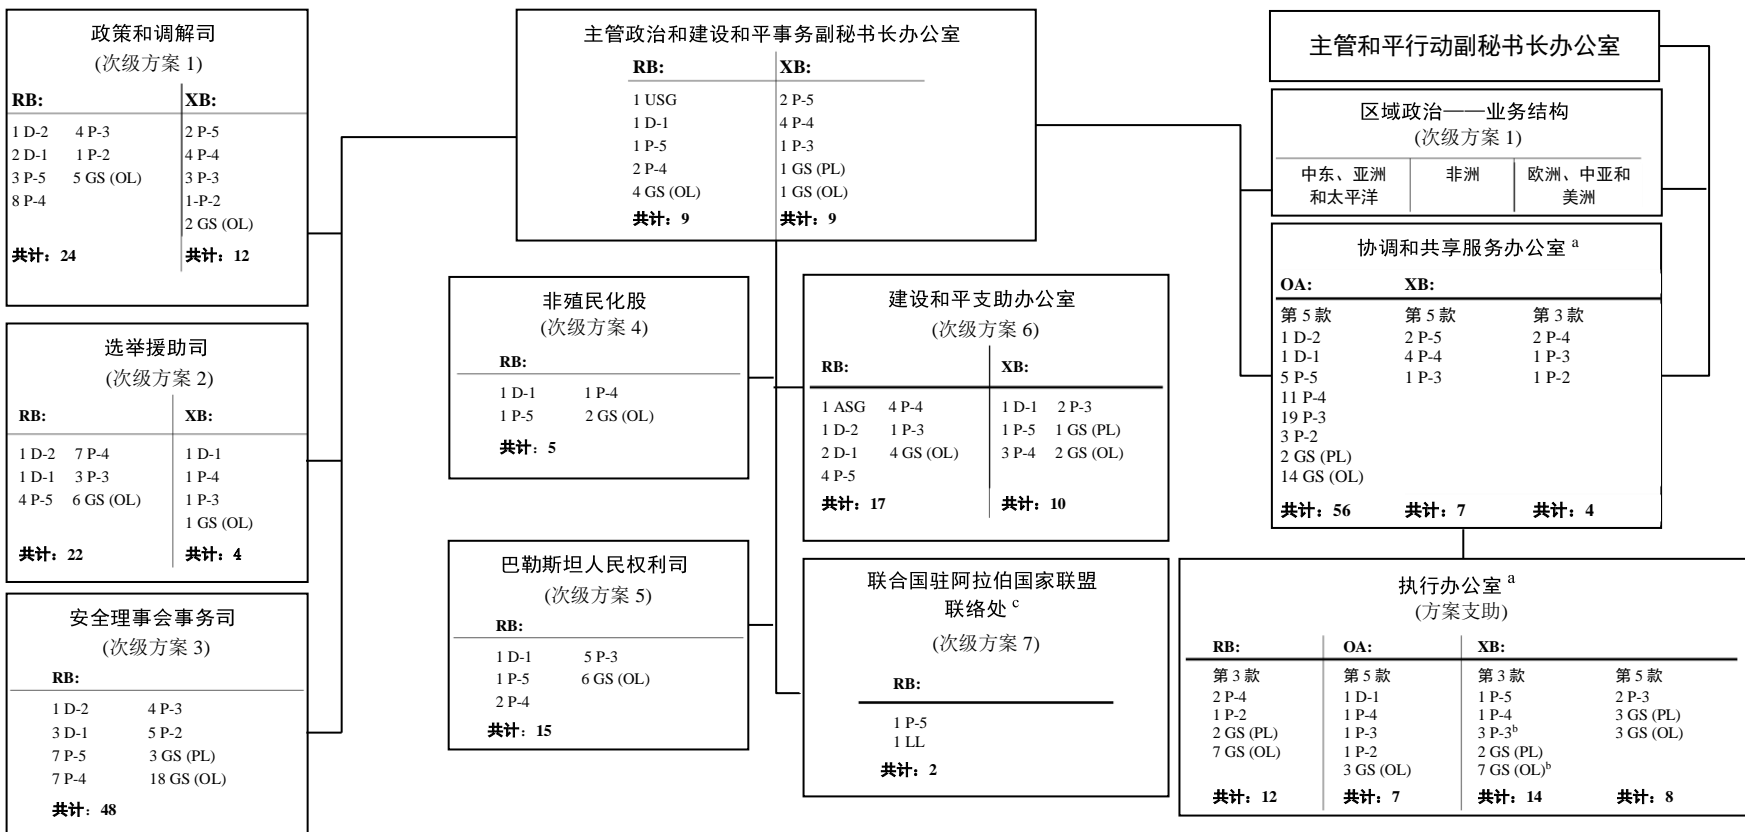 政策和调解司
(次级方案 1)
RB: XB:
1 D-2 4 P-3 2 P-5
2 D-1 1 P-2 4 P-4
3 P-5 5 GS (OL) 3 P-3
8 P-4 1-P-2
2 GS (OL)
共计：24 共计：12
选举援助司
(次级方案 2)
RB: XB:
1 D-2 7 P-4 1 D-1
1 D-1 3 P-3 1 P-4
4 P-5 6 GS (OL) 1 P-3
1 GS (OL)
共计：22 共计：4
安全理事会事务司
(次级方案 3)
RB:
1 D-2 4 P-3
3 D-1 5 P-2
7 P-5 3 GS (PL)
7 P-4 18 GS (OL)
共计：48
主管政治和建设和平事务副秘书长办公室
RB: XB:
1 USG 2 P-5
1 D-1 4 P-4
1 P-5 1 P-3
2 P-4 1 GS (PL)
4 GS (OL) 1 GS (OL)
共计：9 共计：9
非殖民化股
(次级方案 4)
RB:
1 D-1 1 P-4
1 P-5 2 GS (OL)
共计：5
建设和平支助办公室
(次级方案 6)
RB: XB:
1 ASG 4 P-4 1 D-1 2 P-3
1 D-2 1 P-3 1 P-5 1 GS (PL)
2 D-1 4 GS (OL) 3 P-4 2 GS (OL)
4 P-5
共计：17 共计：10
巴勒斯坦人民权利司
(次级方案 5)
RB:
1 D-1 5 P-3
1 P-5 6 GS (OL)
2 P-4
共计：15
联合国驻阿拉伯国家联盟
联络处 c
(次级方案 7)
RB:
1 P-5
1 LL
共计：2
主管和平行动副秘书长办公室
区域政治——业务结构
(次级方案 1)
中东、亚洲 非洲 欧洲、中亚和
和太平洋 美洲
协调和共享服务办公室 a
OA: XB:
第 5 款 第 5 款 第 3 款
1 D-2 2 P-5 2 P-4
1 D-1 4 P-4 1 P-3
5 P-5 1 P-3 1 P-2
11 P-4
19 P-3
3 P-2
2 GS (PL)
14 GS (OL)
共计：56 共计：7 共计：4
执行办公室 a
(方案支助)
RB: OA: XB:
第 3 款 第 5 款 第 3 款 第 5 款
2 P-4 1 D-1 1 P-5 2 P-3
1 P-2 1 P-4 1 P-4 3 GS (PL)
2 GS (PL) 1 P-3 3 P-3b 3 GS (OL)
7 GS (OL) 1 P-2 2 GS (PL)
3 GS (OL) 7 GS (OL)b
共计：12 共计：7 共计：14 共计：8